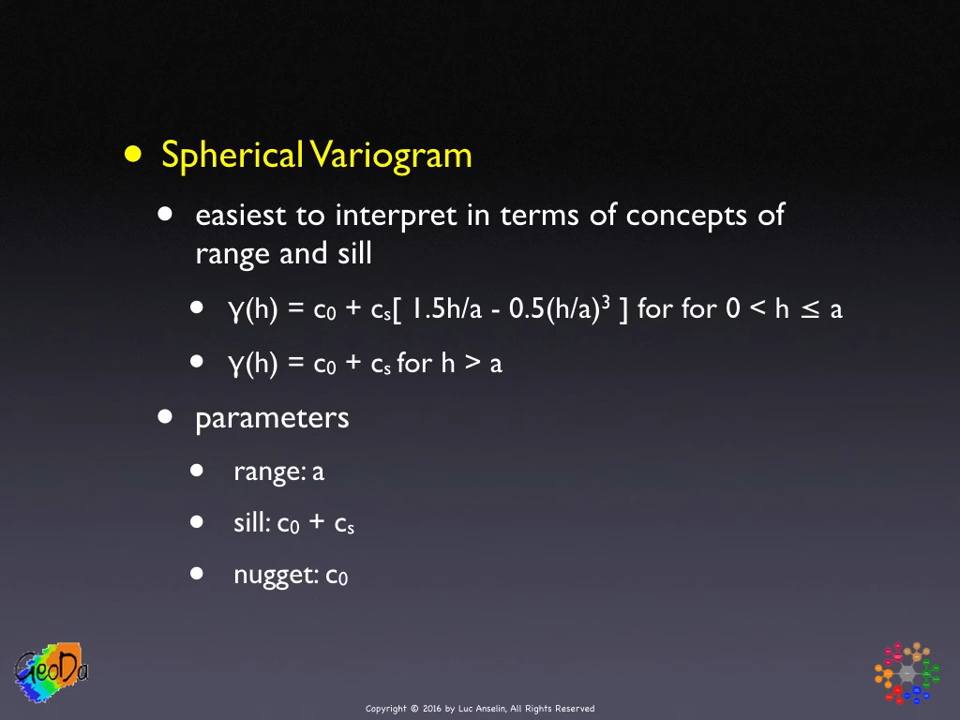 • Spherical Variogram
• easiest to interpret in terms of concepts of
range and sill
• γ(h) = c₀ + cₛ[ 1.5h/a - 0.5(h/a)³ ] for for 0 < h ≤ a
• γ(h) = c₀ + cₛ for h > a
• parameters
• range: a
• sill: c₀ + cₛ
• nugget: c₀
GeoDa
Copyright © 2016 by Luc Anselin, All Rights Reserved